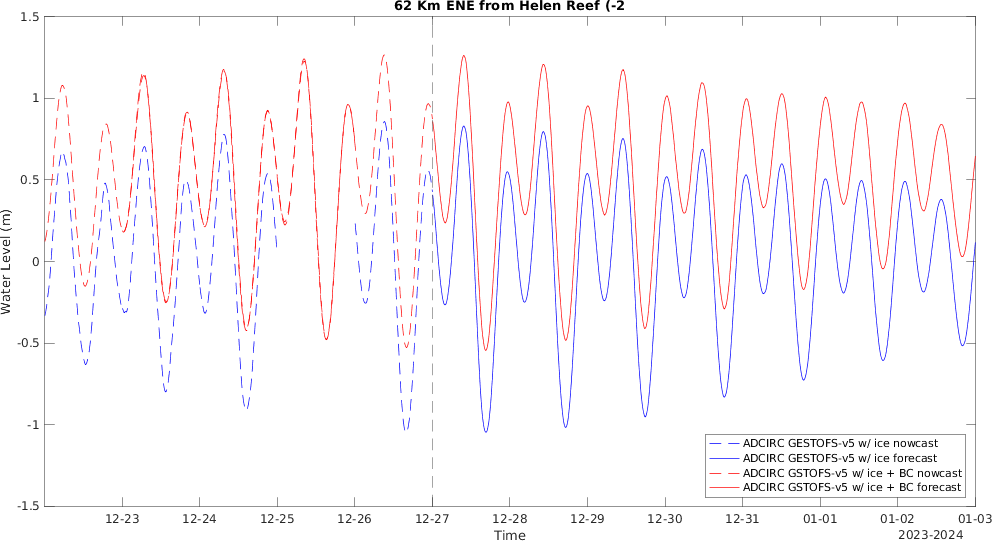 62 Km ENE from Helen Reef (-2
1.5
1
0.5
0
-0.5
-1
-1.5
Water Level (m)
12-23
12-24
12-25
12-26
12-27
12-28
12-29
12-30
12-31
01-01
01-02
01-03
2023-2024
Time
ADCIRC GESTOFS-v5 w/ ice nowcast
ADCIRC GESTOFS-v5 w/ ice forecast
ADCIRC GSTOFS-v5 w/ ice + BC nowcast
ADCIRC GSTOFS-v5 w/ ice + BC forecast